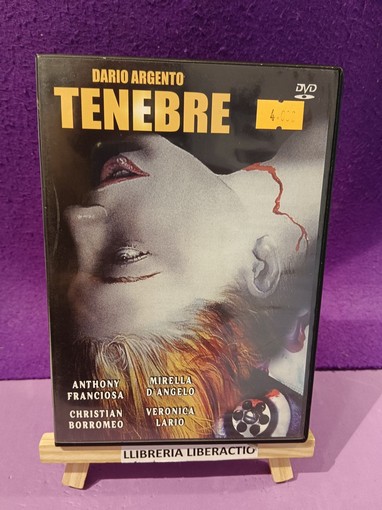 DARIO ARGENTO
DVD
TENEBRE
ANTHONY
FRANCIOSA
MIRELLA
D'ANGELO
CHRISTIAN
BORROMEO
VERONICA
LARIO
LLIBRERIA LIBERACTIO